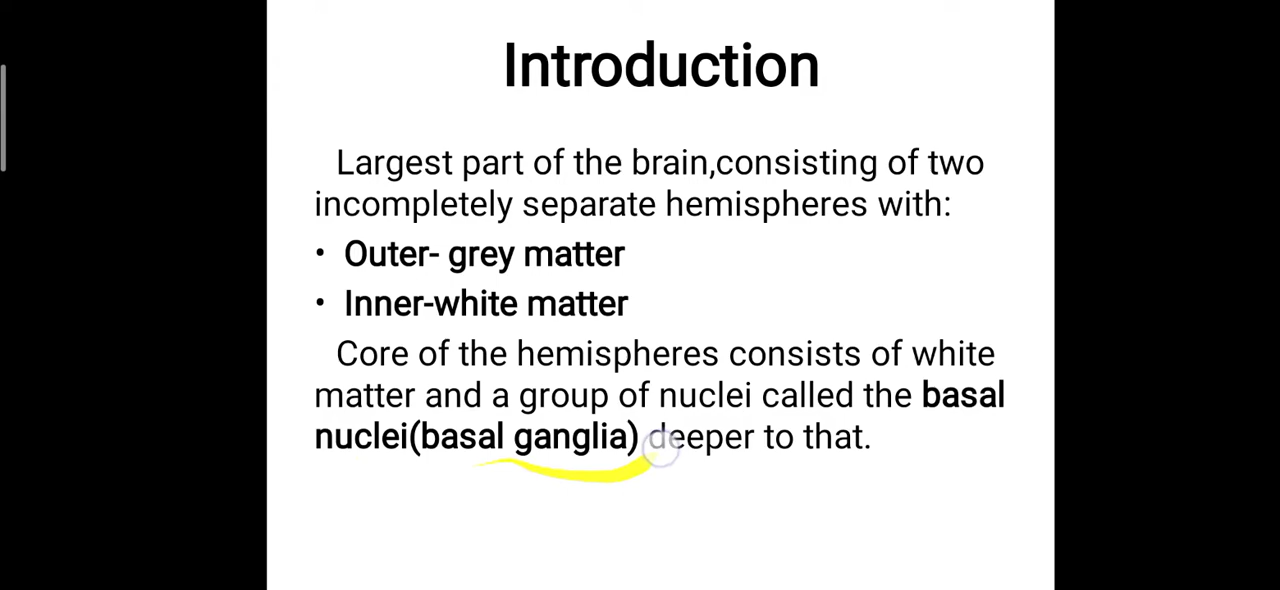 Introduction
Largest part of the brain,consisting of two
incompletely separate hemispheres with:
• Outer- grey matter
• Inner-white matter
Core of the hemispheres consists of white
matter and a group of nuclei called the basal
nuclei(basal ganglia) deeper to that.